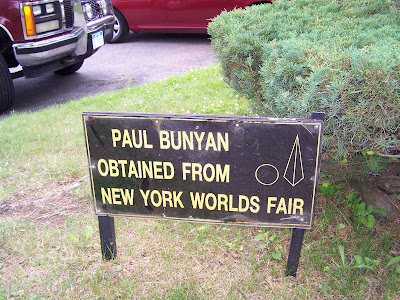 PAUL BUNYAN
OBTAINED FROM
NEW YORK WORLDS FAIR